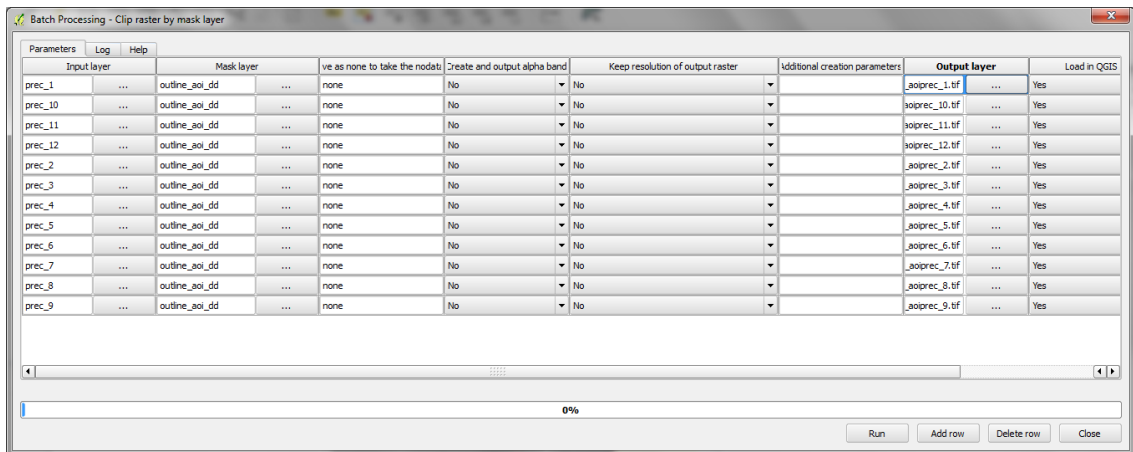 Batch Processing - Clip raster by mask layer
Parameters Log Help
Input layer Mask layer ve as none to take the nodata Create and output alpha band Keep resolution of output raster Additional creation parameters Output layer Load in QGIS
prec_1 ... outline_aoi_dd ... none No No _aoiprec_1.tif ... Yes
prec_10 ... outline_aoi_dd ... none No No aoiprec_10.tif ... Yes
prec_11 ... outline_aoi_dd ... none No No aoiprec_11.tif ... Yes
prec_12 ... outline_aoi_dd ... none No No aoiprec_12.tif ... Yes
prec_2 ... outline_aoi_dd ... none No No _aoiprec_2.tif ... Yes
prec_3 ... outline_aoi_dd ... none No No _aoiprec_3.tif ... Yes
prec_4 ... outline_aoi_dd ... none No No _aoiprec_4.tif ... Yes
prec_5 ... outline_aoi_dd ... none No No _aoiprec_5.tif ... Yes
prec_6 ... outline_aoi_dd ... none No No _aoiprec_6.tif ... Yes
prec_7 ... outline_aoi_dd ... none No No _aoiprec_7.tif ... Yes
prec_8 ... outline_aoi_dd ... none No No _aoiprec_8.tif ... Yes
prec_9 ... outline_aoi_dd ... none No No _aoiprec_9.tif ... Yes
0%
Run Add row Delete row Close